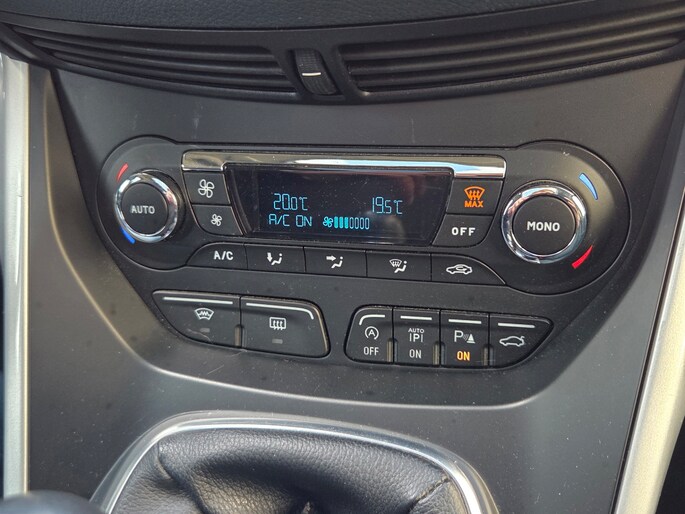 20.0°C 19.5°C
A/C ON
AUTO
MAX
OFF
MONO
A/C
A
OFF
AUTO
P
ON
P
ON